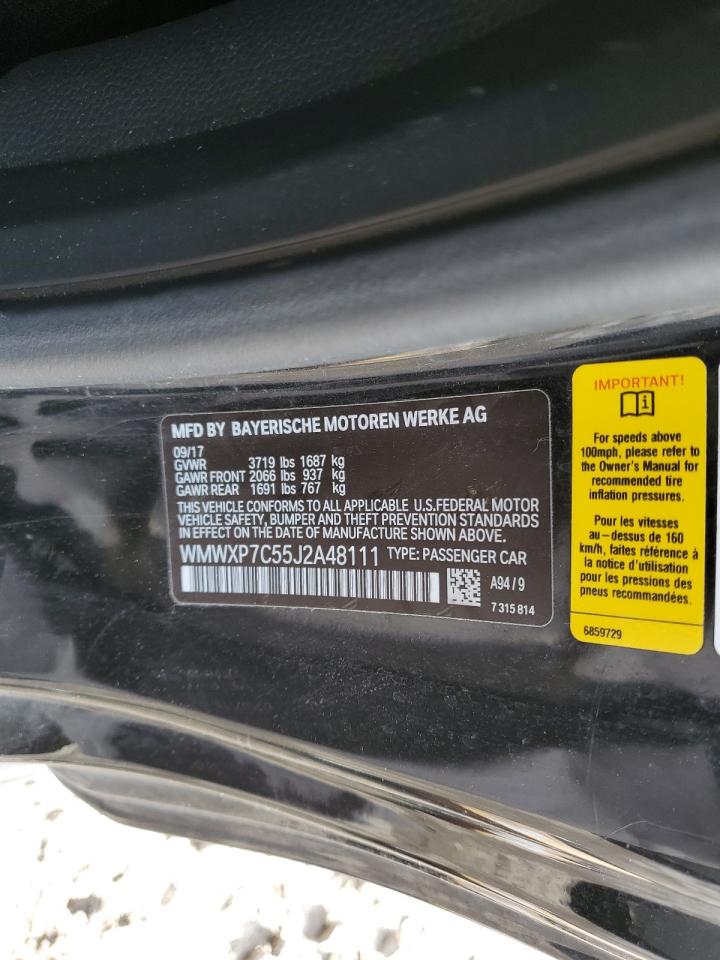 MFD BY BAYERISCHE MOTOREN WERKE AG
09/17
GVWR 3719 lbs 1687 kg
GAWR FRONT 2066 lbs 937 kg
GAWR REAR 1691 lbs 767 kg
THIS VEHICLE CONFORMS TO ALL APPLICABLE U.S.FEDERAL MOTOR
VEHICLE SAFETY, BUMPER AND THEFT PREVENTION STANDARDS
IN EFFECT ON THE DATE OF MANUFACTURE SHOWN ABOVE.
WMWXP7C55J2A48111 TYPE: PASSENGER CAR
A94 / 9
7 315 814
IMPORTANT!
For speeds above
100mph, please refer to
the Owner's Manual for
recommended tire
inflation pressures.
Pour les vitesses
au-dessus de 160
km/h, faites référence à
la notice d'utilisation
pour les pressions des
pneus recommandées.
6859729